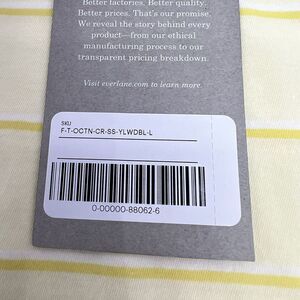 Better factories. Better quality.
Better prices. That's our promise.
We reveal the story behind every
product—from our ethical
manufacturing process to our
transparent pricing breakdown.
Visit everlane.com to learn more.
SKU
F-T-OCTN-CR-SS-YLWDBL-L
0-00000-88062-6